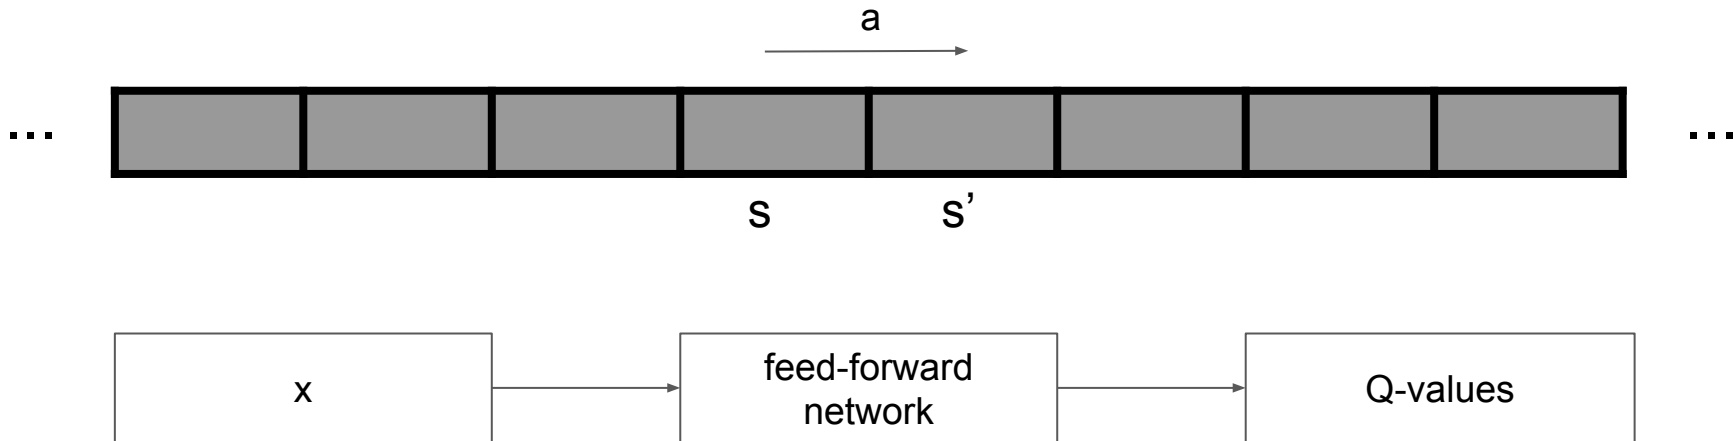 a
...
...
s
s’
x
feed-forward
network
Q-values